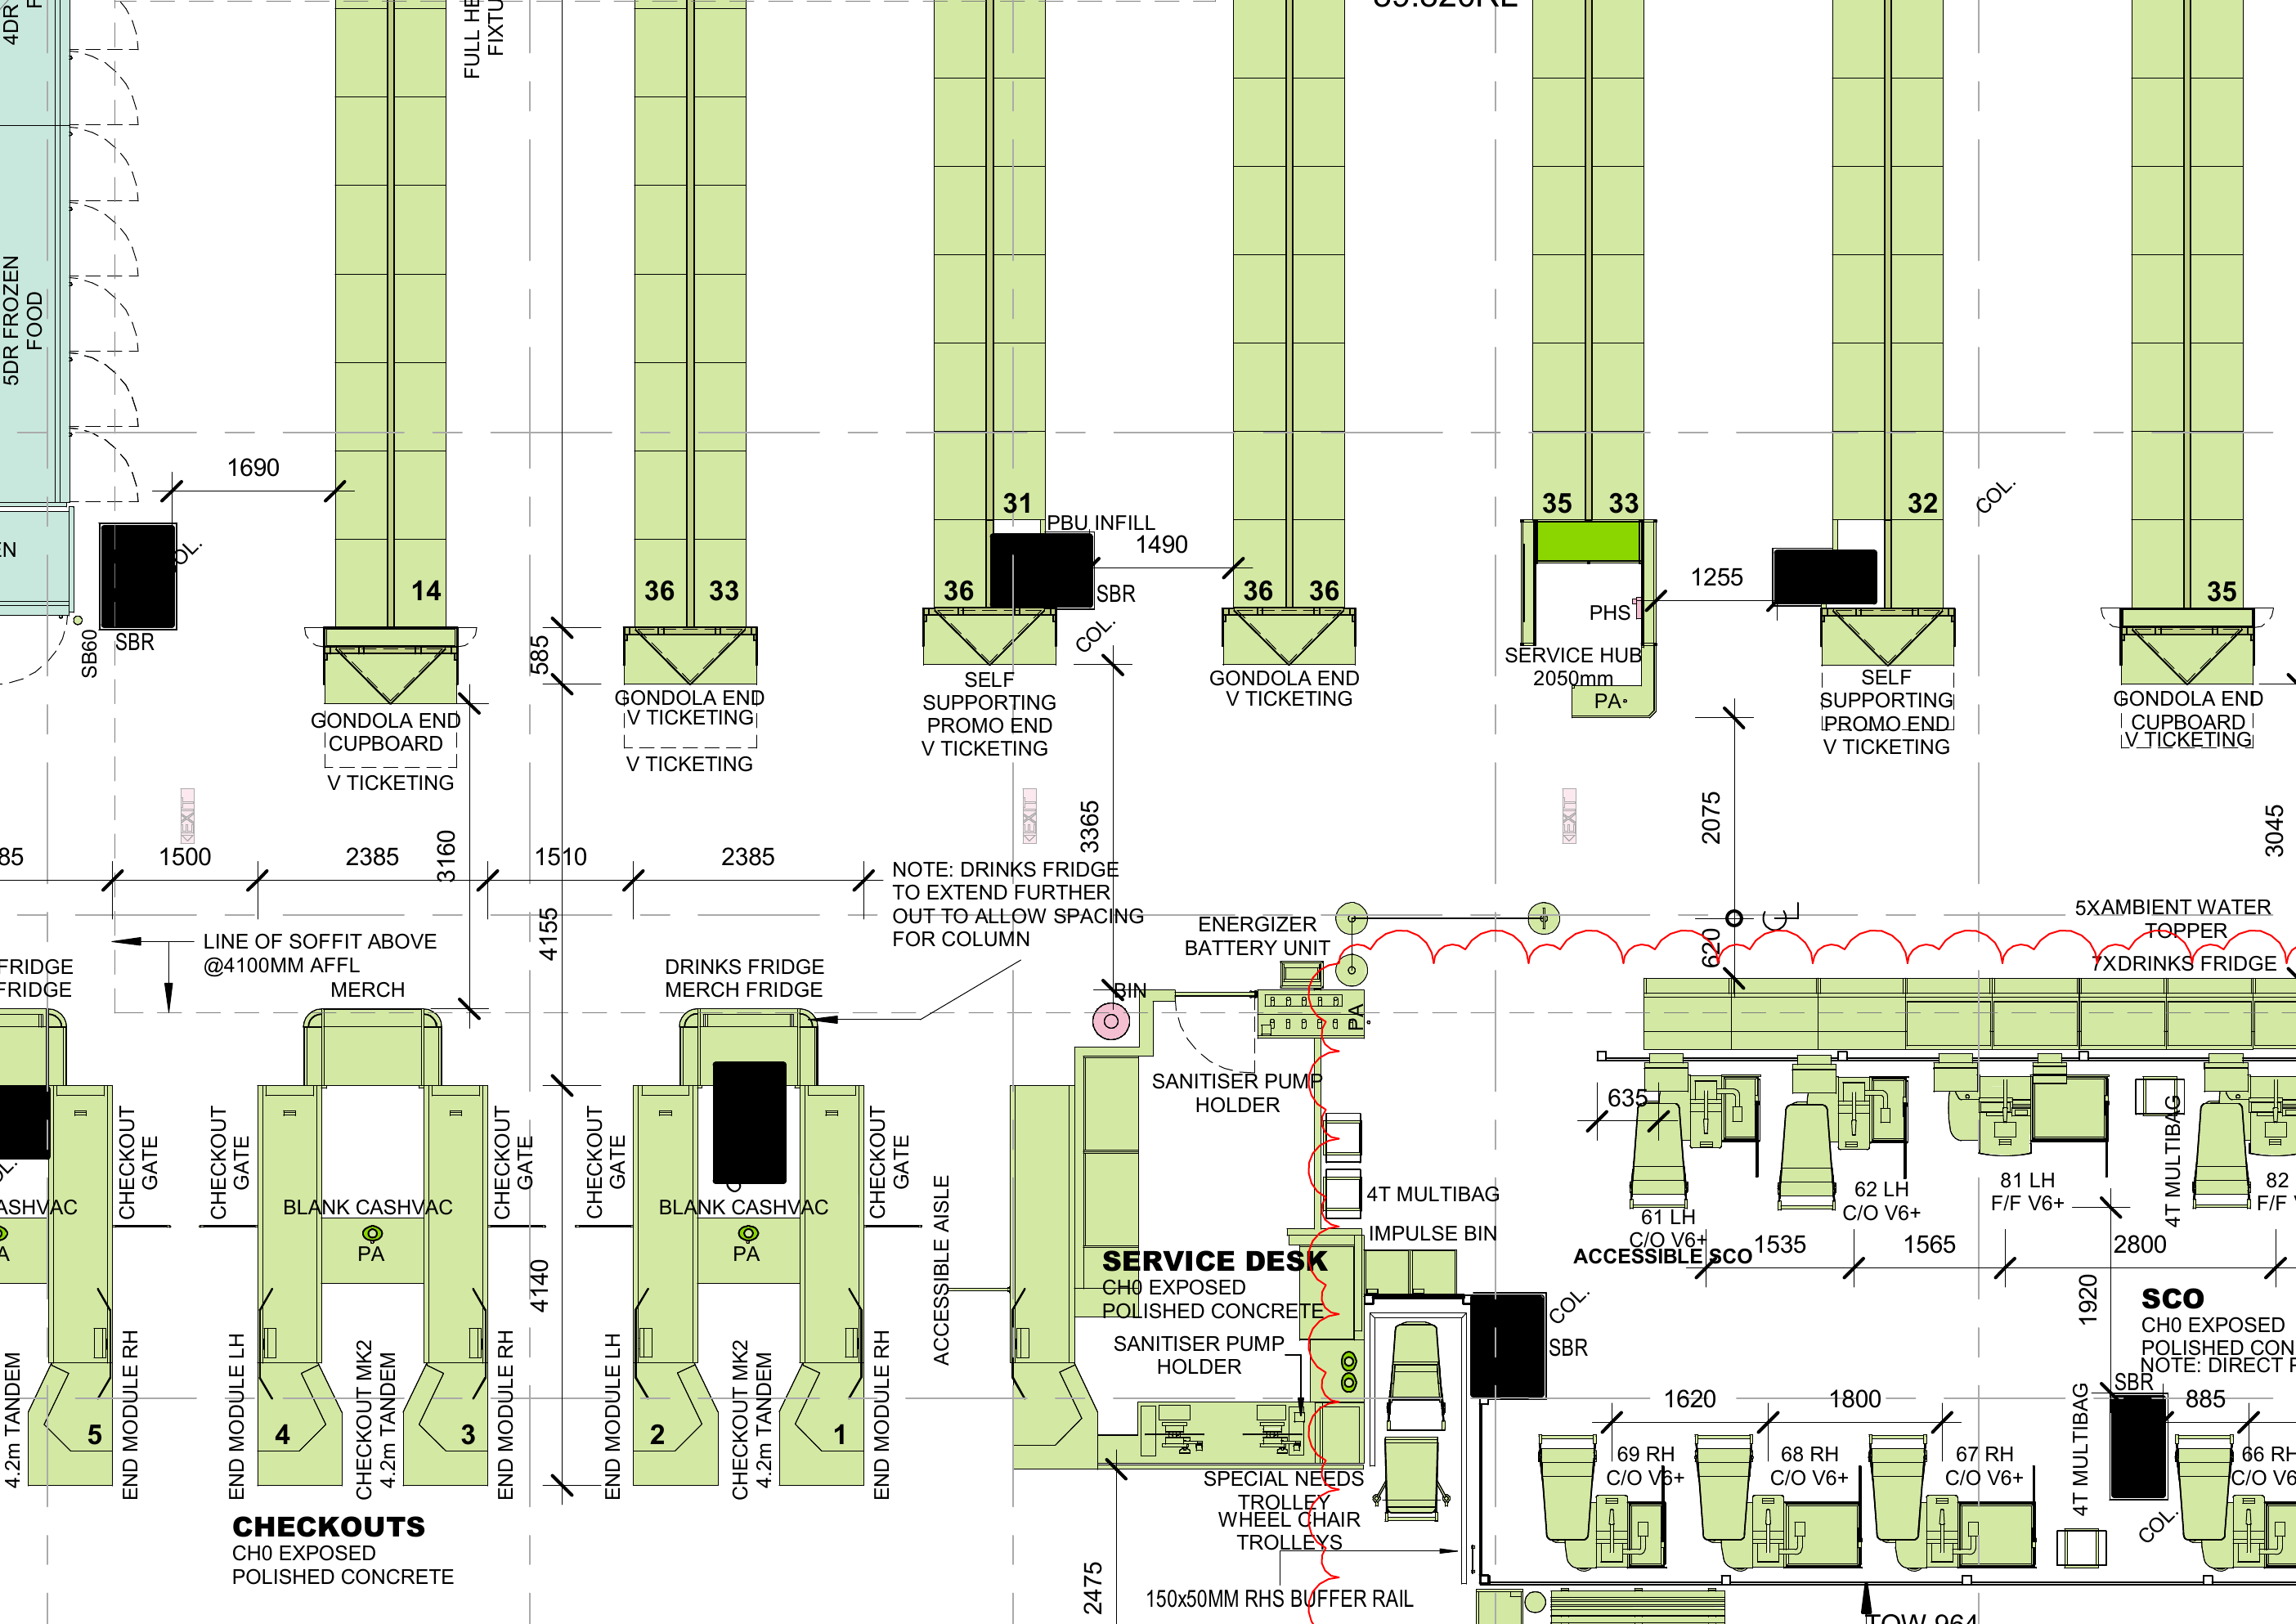 4DR F
FULL HE
FIXTU
5DR FROZEN
FOOD
1690
COL.
31
PBU INFILL
1490
35 33
32
COL.
EN
14
36 33
36
SBR
36 36
PHS
1255
35
SB60
SBR
585
COL.
SERVICE HUB
2050mm
PA
GONDOLA END
CUPBOARD
V TICKETING
GONDOLA END
V TICKETING
V TICKETING
SELF
SUPPORTING
PROMO END
V TICKETING
GONDOLA END
V TICKETING
SELF
SUPPORTING
PROMO END
V TICKETING
GONDOLA END
CUPBOARD
V TICKETING
EXIT
EXIT
EXIT
3160
3365
2075
3045
85
1500
2385
1510
2385
NOTE: DRINKS FRIDGE
TO EXTEND FURTHER
OUT TO ALLOW SPACING
FOR COLUMN
4155
LINE OF SOFFIT ABOVE
@4100MM AFFL
ENERGIZER
BATTERY UNIT
620
CL
5XAMBIENT WATER
TOPPER
7XDRINKS FRIDGE
FRIDGE
FRIDGE
MERCH
DRINKS FRIDGE
MERCH FRIDGE
BIN
PA
SANITISER PUMP
HOLDER
635
CHECKOUT
GATE
CHECKOUT
GATE
CHECKOUT
GATE
CHECKOUT
GATE
CHECKOUT
GATE
ASHVAC
BLANK CASHVAC
BLANK CASHVAC
PA
PA
ACCESSIBLE AISLE
4T MULTIBAG
IMPULSE BIN
61 LH
C/O V6+
ACCESSIBLE SCO
62 LH
C/O V6+
81 LH
F/F V6+
4T MULTIBAG
82
F/F
1535
1565
2800
4140
SERVICE DESK
CH0 EXPOSED
POLISHED CONCRETE
SANITISER PUMP
HOLDER
COL.
SBR
1920
SCO
CH0 EXPOSED
POLISHED CON
NOTE: DIRECT F
SBR
1620
1800
885
4.2m TANDEM
5
END MODULE RH
END MODULE LH
4
CHECKOUT MK2
4.2m TANDEM
3
END MODULE RH
END MODULE LH
2
CHECKOUT MK2
4.2m TANDEM
1
END MODULE RH
69 RH
C/O V6+
68 RH
C/O V6+
67 RH
C/O V6+
4T MULTIBAG
66 RH
C/O V6
COL.
SPECIAL NEEDS
TROLLEY
WHEEL CHAIR
TROLLEYS
CHECKOUTS
CH0 EXPOSED
POLISHED CONCRETE
2475
150x50MM RHS BUFFER RAIL